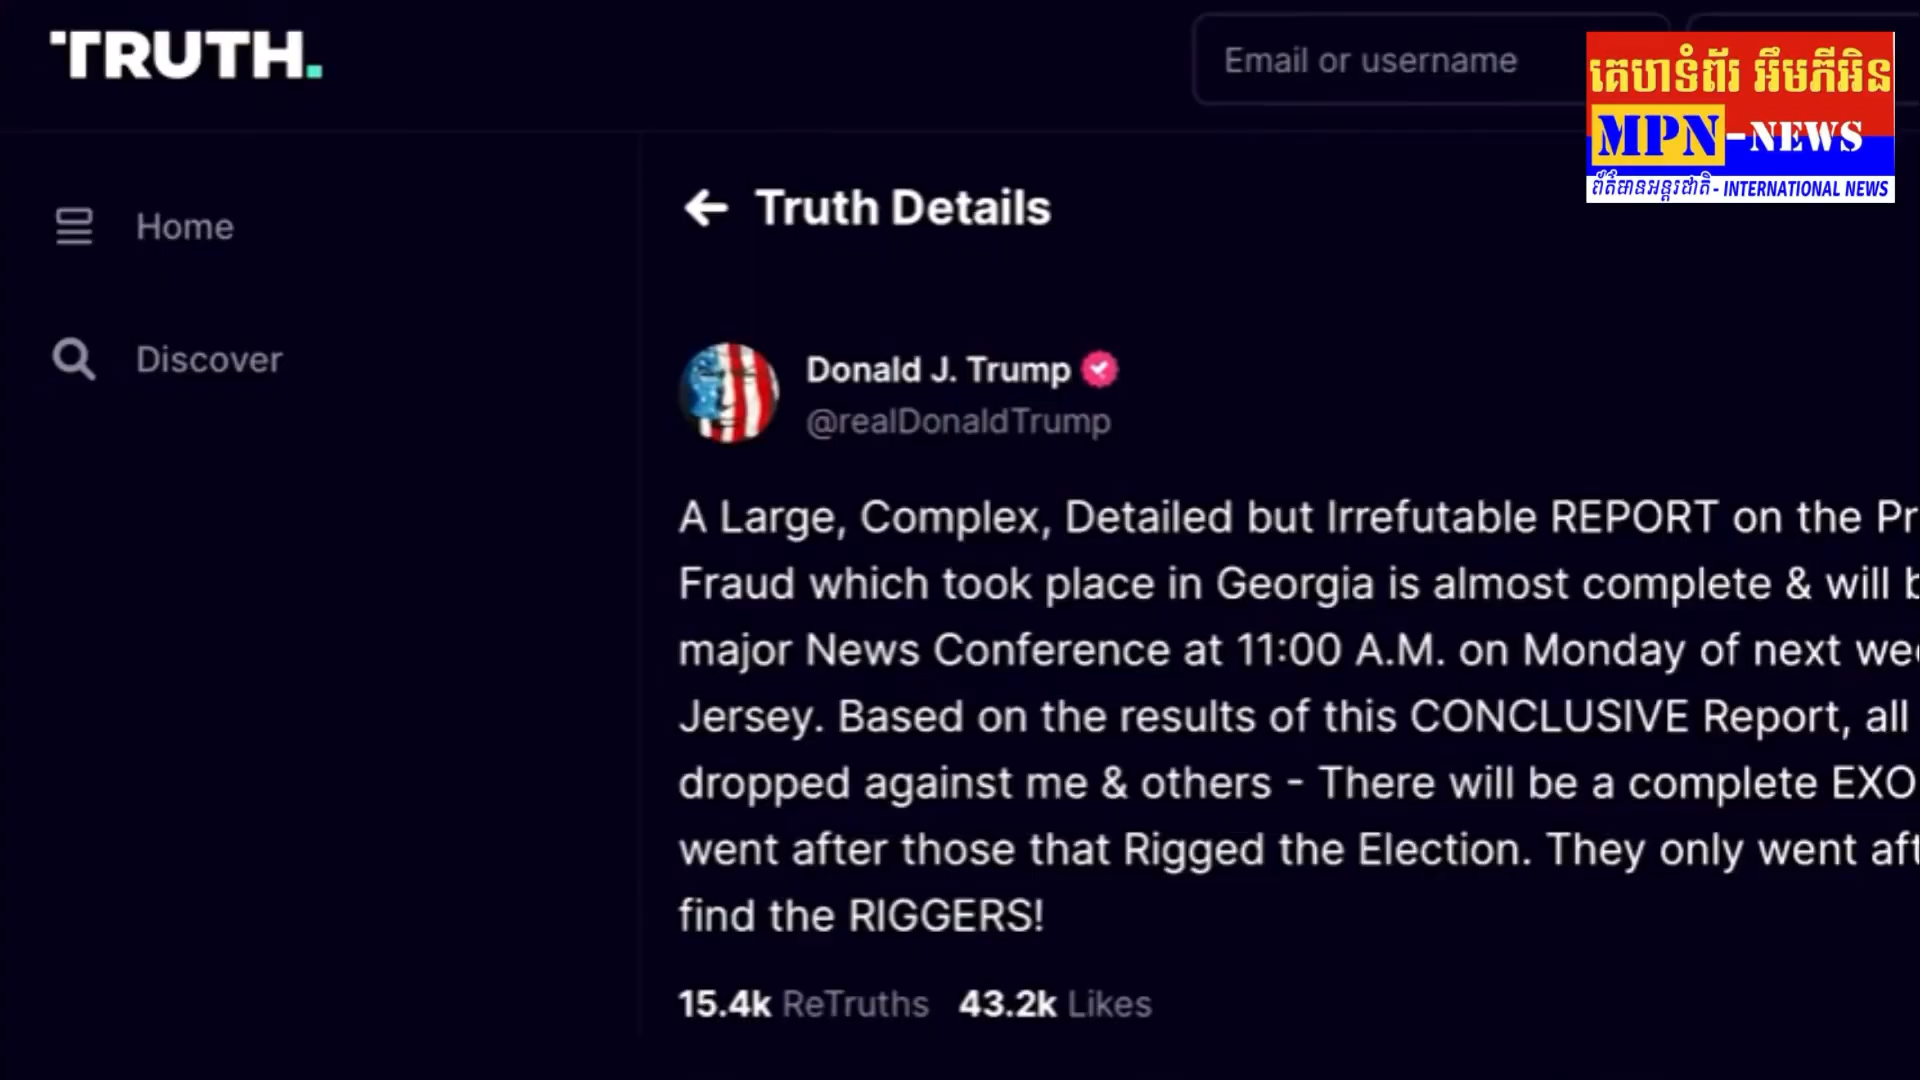 TRUTH.
Email or username
គេហទំព័រ អឹមភីអិន
MPN-NEWS
ព័ត៌មានអន្តរជាតិ - INTERNATIONAL NEWS
Home
Discover
Truth Details
Donald J. Trump
@realDonaldTrump
A Large, Complex, Detailed but Irrefutable REPORT on the Pr
Fraud which took place in Georgia is almost complete & will b
major News Conference at 11:00 A.M. on Monday of next we
Jersey. Based on the results of this CONCLUSIVE Report, all
dropped against me & others - There will be a complete EXO
went after those that Rigged the Election. They only went aft
find the RIGGERS!
15.4k ReTruths 43.2k Likes